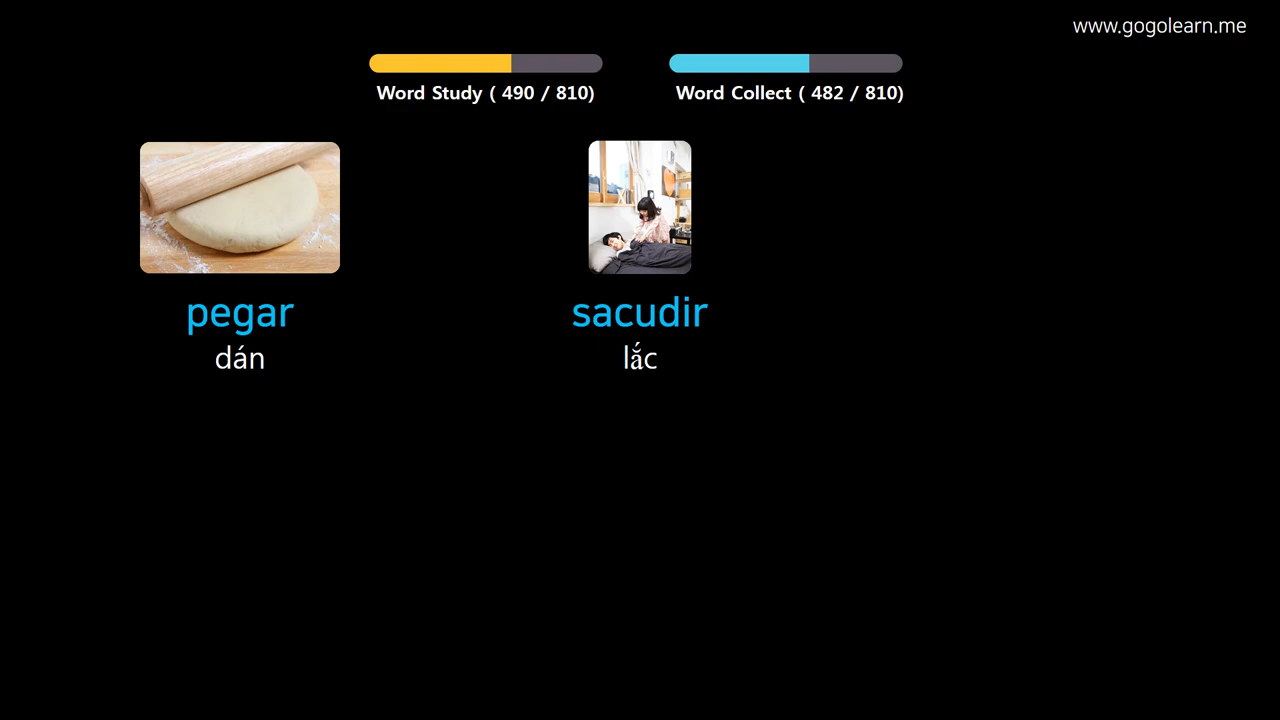 www.gogolearn.me
Word Study ( 490 / 810)
Word Collect ( 482 / 810)
pegar
dán
sacudir
lắc